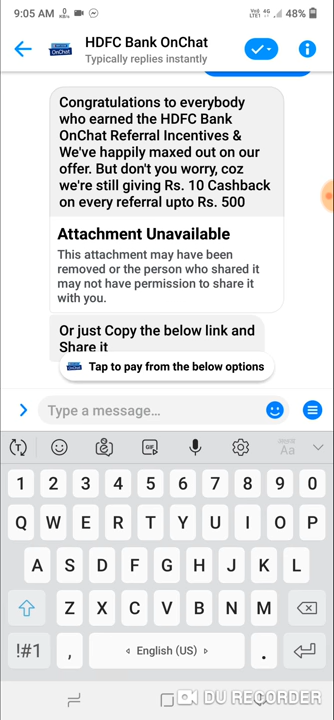 9:05 AM 48%
HDFC Bank OnChat
Typically replies instantly
OnChat
Congratulations to everybody
who earned the HDFC Bank
OnChat Referral Incentives &
We've happily maxed out on our
offer. But don't you worry, coz
we're still giving Rs. 10 Cashback
on every referral upto Rs. 500
Attachment Unavailable
This attachment may have been
removed or the person who shared it
may not have permission to share it
with you.
Or just Copy the below link and
Share it
Tap to pay from the below options
Type a message...
T GIF Aa
1 2 3 4 5 6 7 8 9 0
Q W E R T Y U I O P
A S D F G H J K L
Z X C V B N M
!#1 , English (US) .
DU RECORDER